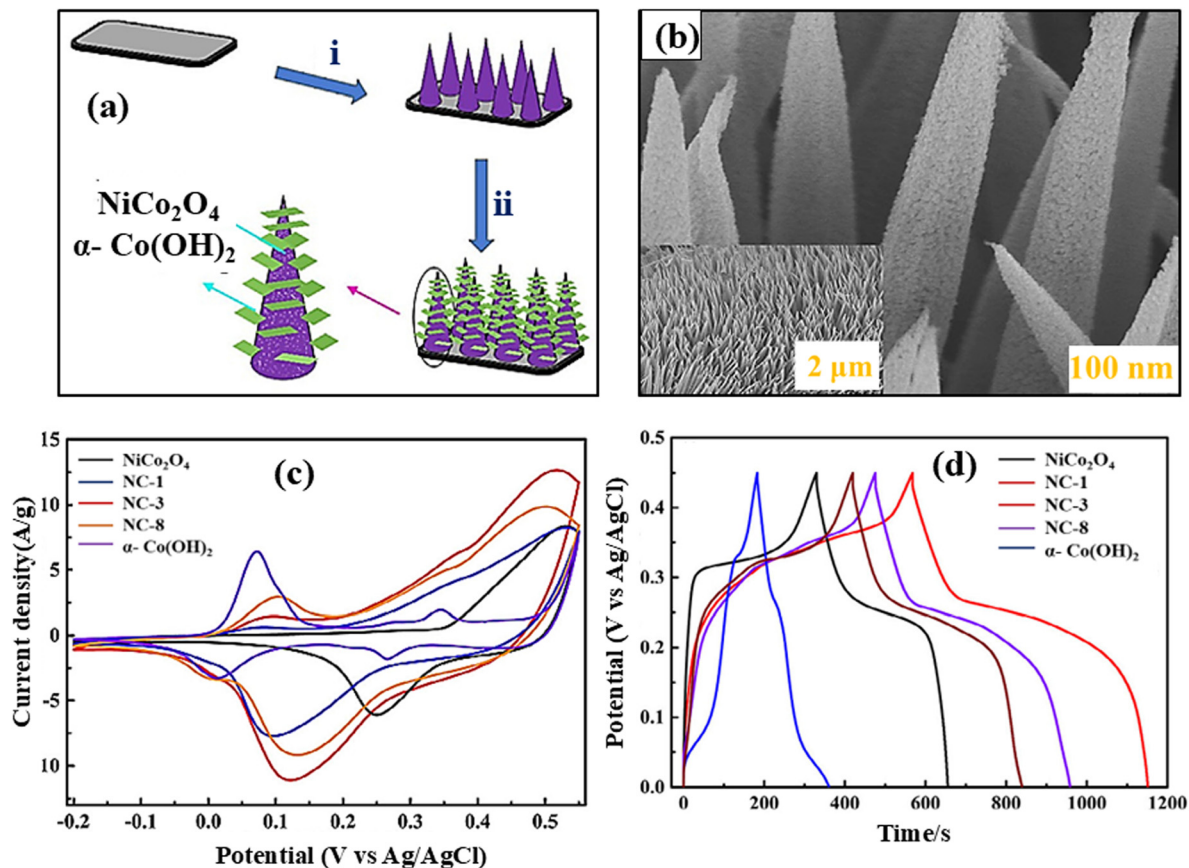 (a)
i
ii
NiCo₂O₄
α- Co(OH)₂
(b)
2 µm
100 nm
(c)
NiCo₂O₄
NC-1
NC-3
NC-8
α- Co(OH)₂
Current density(A/g)
15
10
5
0
-5
10
-0.2
-0.1
0.0
0.1
0.2
0.3
0.4
0.5
Potential (V vs Ag/AgCl)
(d)
NiCo₂O₄
NC-1
NC-3
NC-8
α- Co(OH)₂
Potential (V vs Ag/AgCl)
0.5
0.4
0.3
0.2
0.1
0.0
0
200
400
600
800
1000
1200
Time/s